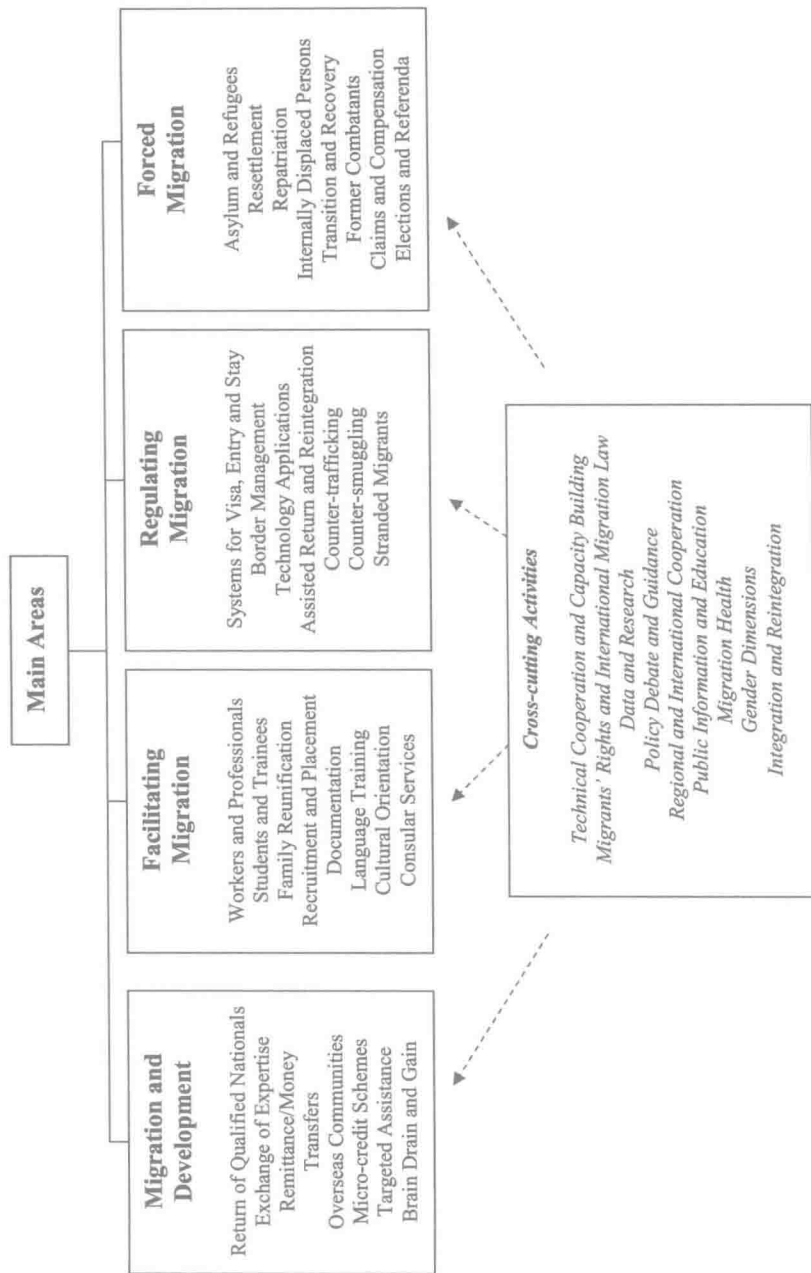 Main Areas
Migration and
Development
Return of Qualified Nationals
Exchange of Expertise
Remittance/Money
Transfers
Overseas Communities
Micro-credit Schemes
Targeted Assistance
Brain Drain and Gain
Facilitating
Migration
Workers and Professionals
Students and Trainees
Family Reunification
Recruitment and Placement
Documentation
Language Training
Cultural Orientation
Consular Services
Regulating
Migration
Systems for Visa, Entry and Stay
Border Management
Technology Applications
Assisted Return and Reintegration
Counter-trafficking
Counter-smuggling
Stranded Migrants
Forced
Migration
Asylum and Refugees
Resettlement
Repatriation
Internally Displaced Persons
Transition and Recovery
Former Combatants
Claims and Compensation
Elections and Referenda
Cross-cutting Activities
Technical Cooperation and Capacity Building
Migrants' Rights and International Migration Law
Data and Research
Policy Debate and Guidance
Regional and International Cooperation
Public Information and Education
Migration Health
Gender Dimensions
Integration and Reintegration